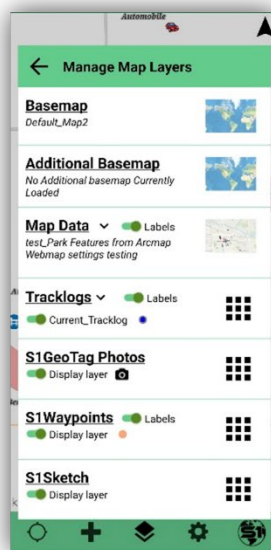 Automobile
Manage Map Layers
Basemap
Default_Map2
Additional Basemap
No Additional basemap Currently
Loaded
Map Data Labels
test_Park Features from Arcmap
Webmap settings testing
Tracklogs Labels
Current_Tracklog
S1GeoTag Photos
Display layer
S1Waypoints Labels
Display layer
S1Sketch
Display layer
S1